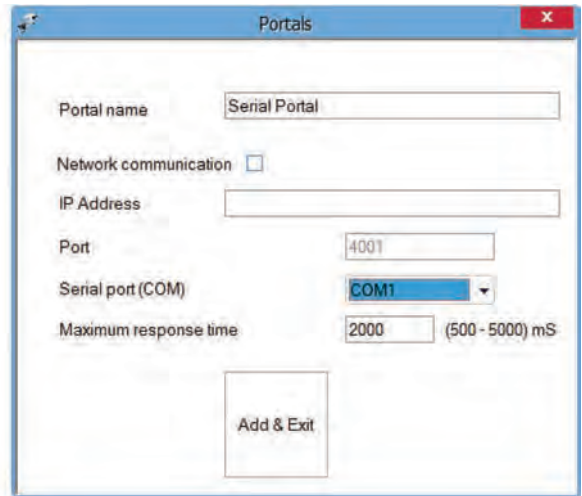 Portals
x
Portal name Serial Portal
Network communication
IP Address
Port 4001
Serial port (COM) COM1
Maximum response time 2000 (500 - 5000) mS
Add & Exit